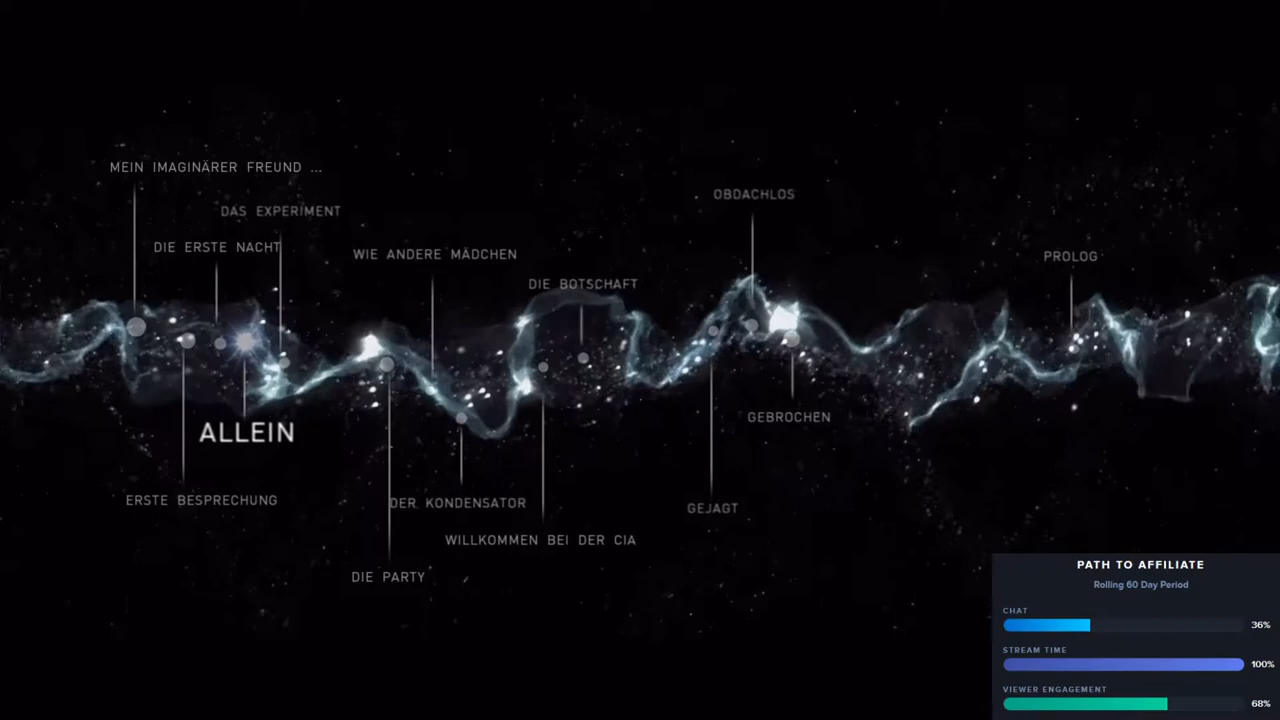 MEIN IMAGINÄRER FREUND ...
OBDACHLOS
DAS EXPERIMENT
DIE ERSTE NACHT
WIE ANDERE MÄDCHEN
PROLOG
DIE BOTSCHAFT
GEBROCHEN
ALLEIN
ERSTE BESPRECHUNG
DER KONDENSATOR
GEJAGT
WILLKOMMEN BEI DER CIA
DIE PARTY
PATH TO AFFILIATE
Rolling 60 Day Period
CHAT
36%
STREAM TIME
100%
VIEWER ENGAGEMENT
68%